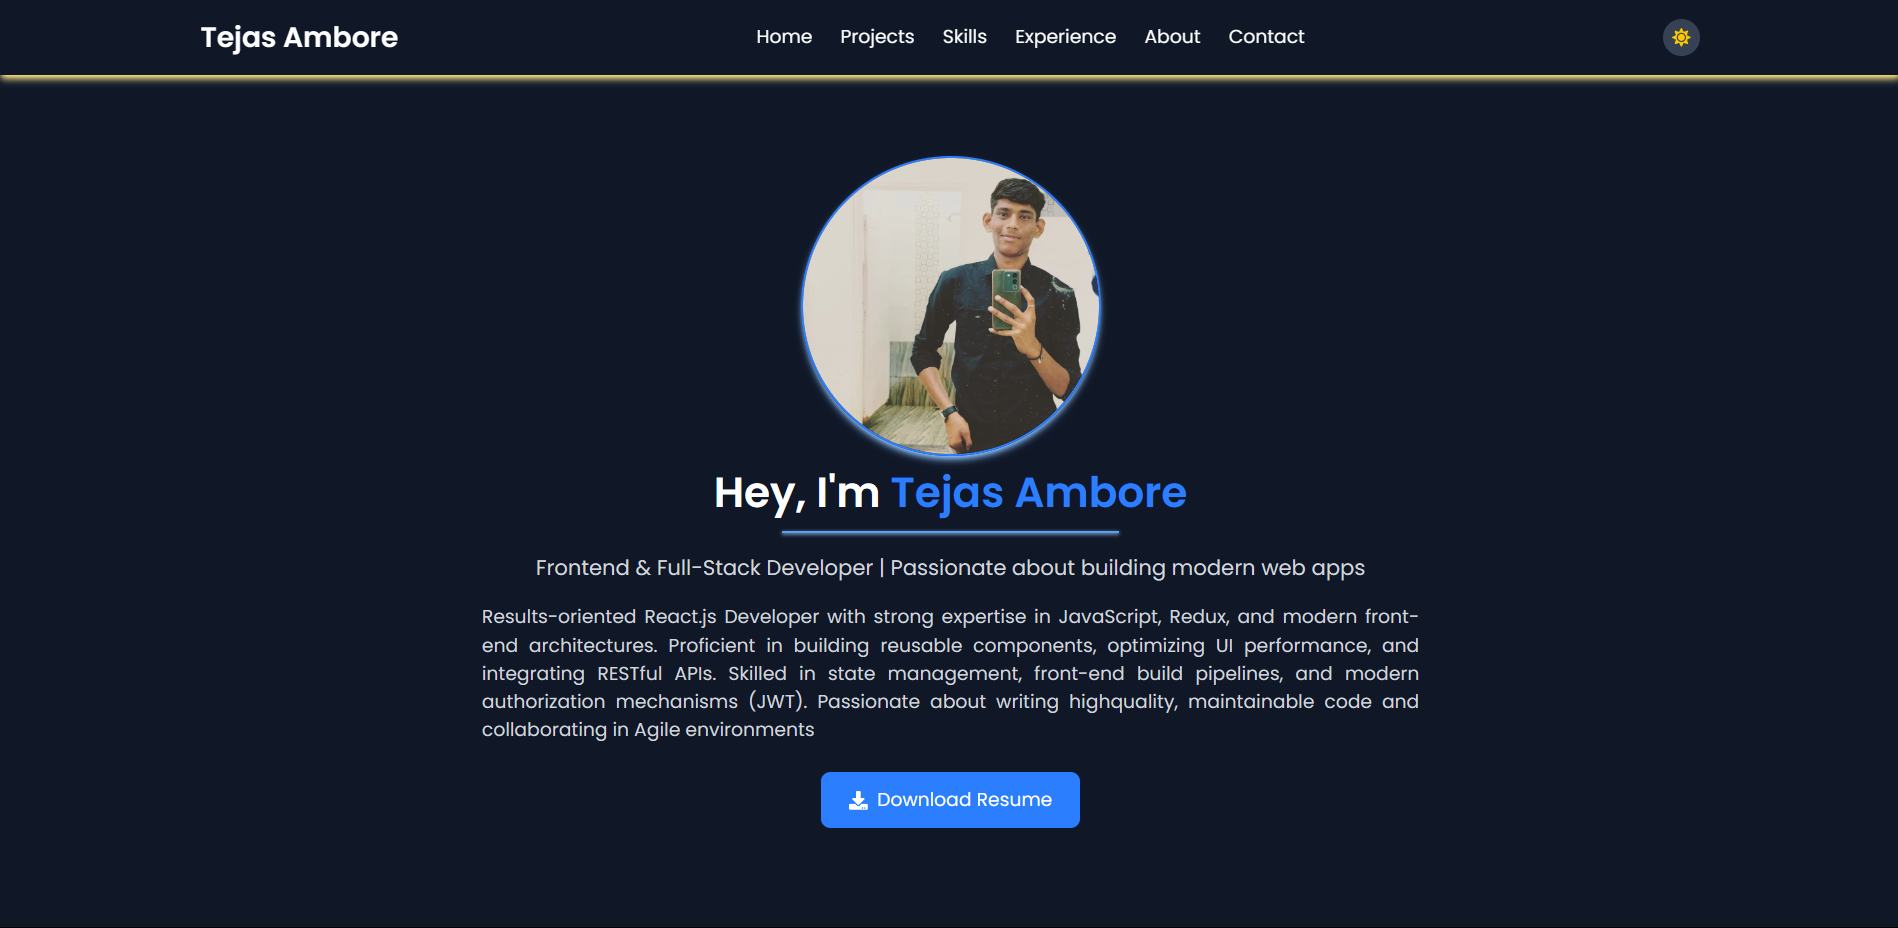 Tejas Ambore
Home Projects Skills Experience About Contact
Hey, I'm Tejas Ambore
Frontend & Full-Stack Developer | Passionate about building modern web apps
Results-oriented React.js Developer with strong expertise in JavaScript, Redux, and modern front-
end architectures. Proficient in building reusable components, optimizing UI performance, and
integrating RESTful APIs. Skilled in state management, front-end build pipelines, and modern
authorization mechanisms (JWT). Passionate about writing highquality, maintainable code and
collaborating in Agile environments
Download Resume